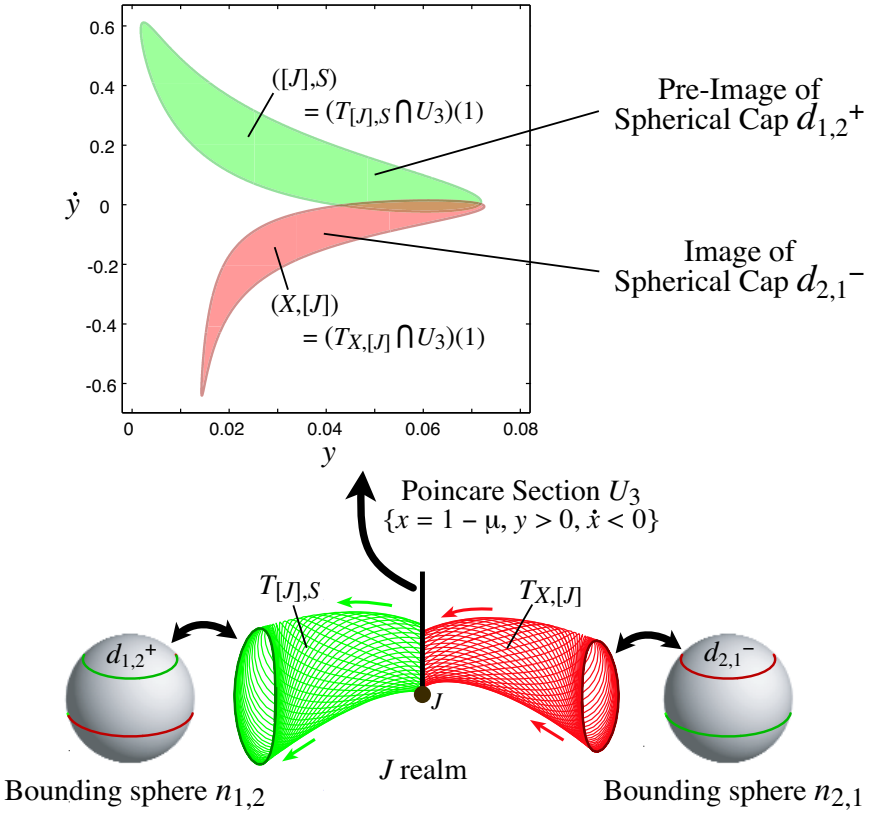 0.6
0.4
0.2
0
-0.2
-0.4
-0.6
ẏ
0
0.02
0.04
0.06
0.08
y
([J],S)
= (T[J],S ⋂ U3)(1)
(X,[J])
= (TX,[J] ⋂ U3)(1)
Pre-Image of
Spherical Cap d1,2+
Image of
Spherical Cap d2,1−
Poincare Section U3
{x = 1 − μ, y > 0, ẋ < 0}
T[J],S
TX,[J]
d1,2+
d2,1−
J
J realm
Bounding sphere n1,2
Bounding sphere n2,1